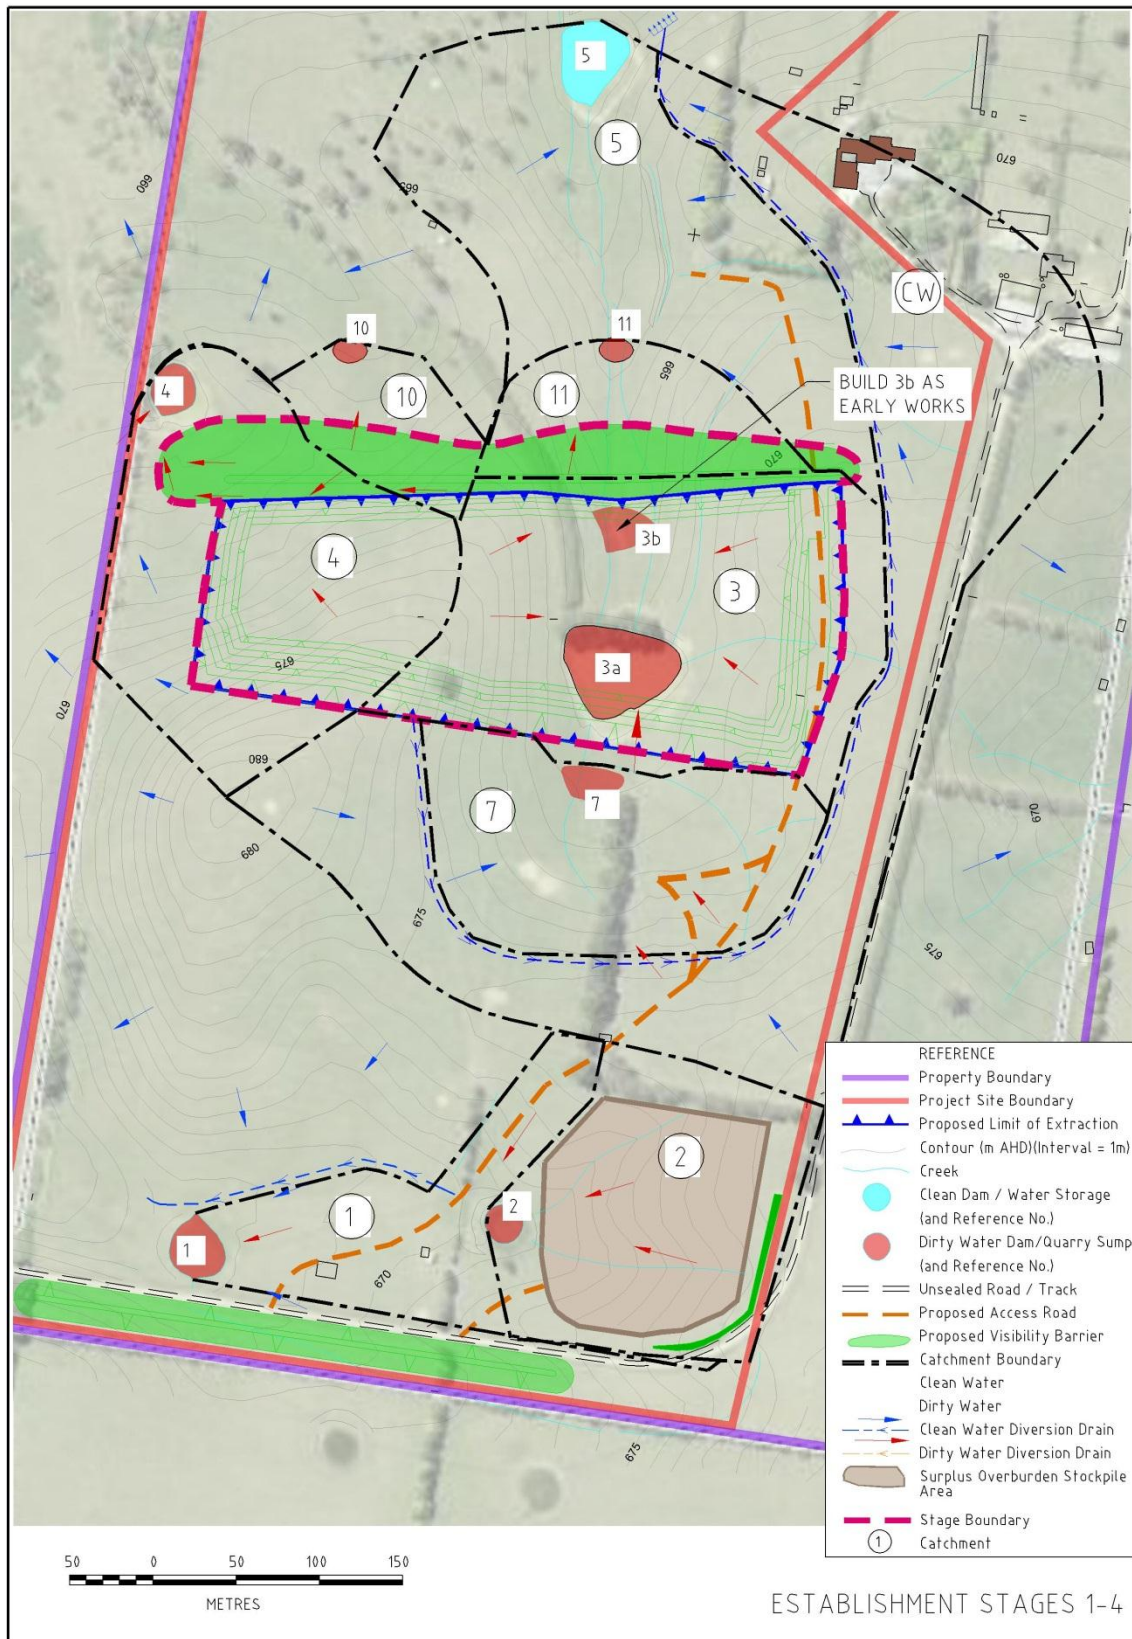 5
5
670
660
665
CW
10
11
4
10
11
665
BUILD 3b AS
EARLY WORKS
670
3b
4
3
3a
675
670
680
7
7
670
680
675
675
2
2
1
1
670
675
REFERENCE
Property Boundary
Project Site Boundary
Proposed Limit of Extraction
Contour (m AHD)(Interval = 1m)
Creek
Clean Dam / Water Storage
(and Reference No.)
Dirty Water Dam/Quarry Sump
(and Reference No.)
Unsealed Road / Track
Proposed Access Road
Proposed Visibility Barrier
Catchment Boundary
Clean Water
Dirty Water
Clean Water Diversion Drain
Dirty Water Diversion Drain
Surplus Overburden Stockpile
Area
Stage Boundary
1 Catchment
50 0 50 100 150
METRES
ESTABLISHMENT STAGES 1-4